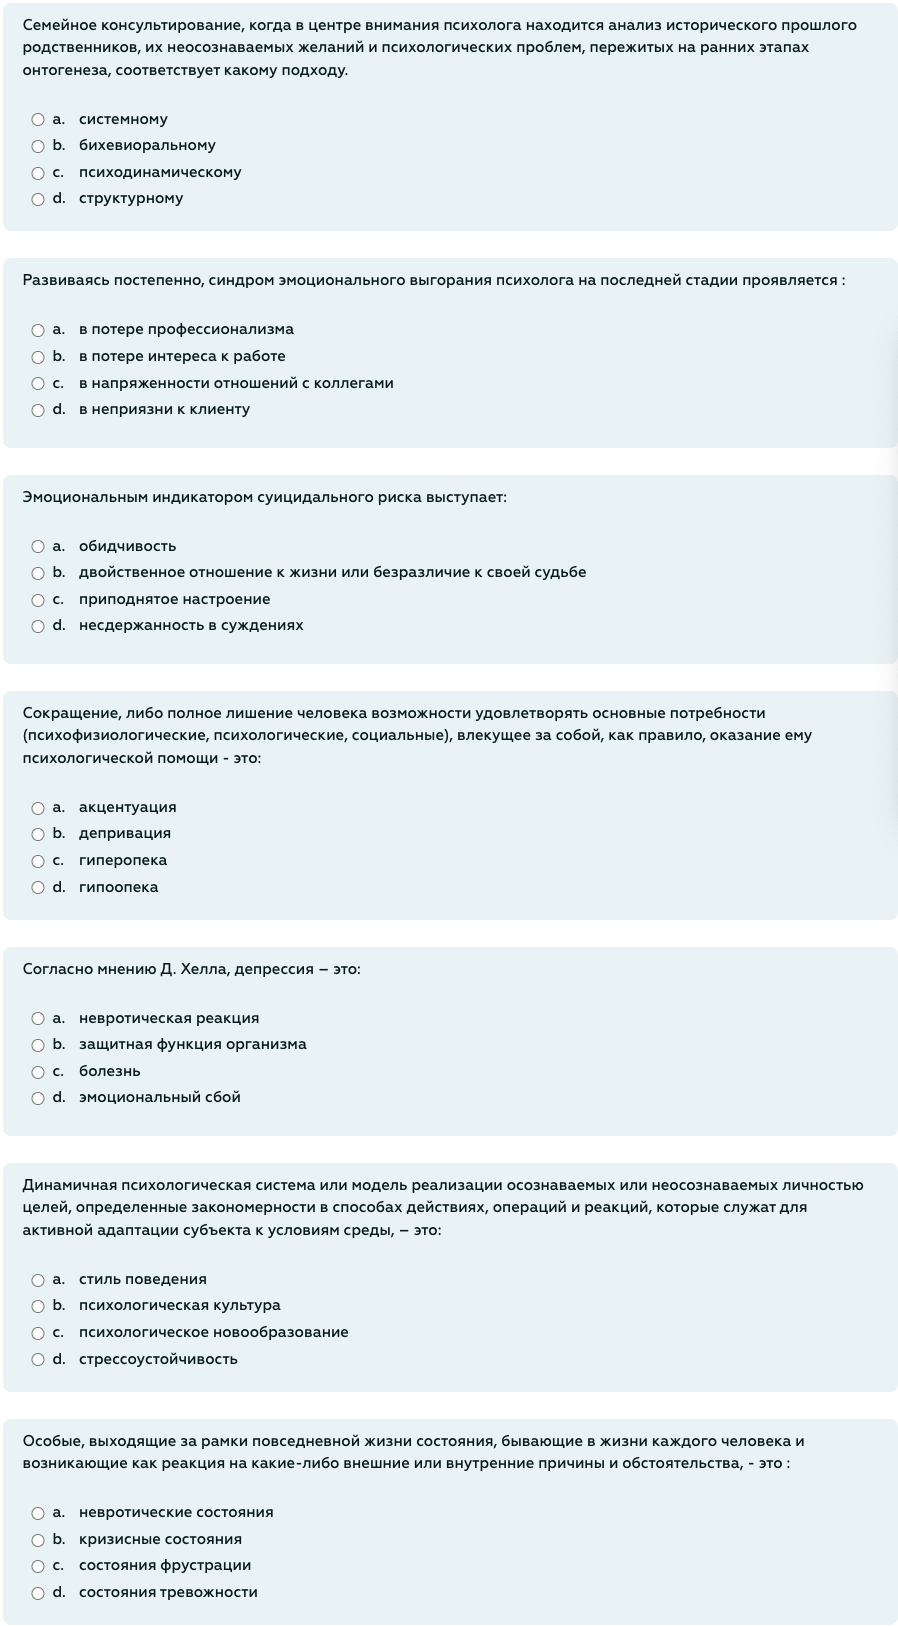 Семейное консультирование, когда в центре внимания психолога находится анализ исторического прошлого
родственников, их неосознаваемых желаний и психологических проблем, пережитых на ранних этапах
онтогенеза, соответствует какому подходу.
a. системному
b. бихевиоральному
c. психодинамическому
d. структурному
Развиваясь постепенно, синдром эмоционального выгорания психолога на последней стадии проявляется :
a. в потере профессионализма
b. в потере интереса к работе
c. в напряженности отношений с коллегами
d. в неприязни к клиенту
Эмоциональным индикатором суицидального риска выступает:
a. обидчивость
b. двойственное отношение к жизни или безразличие к своей судьбе
c. приподнятое настроение
d. несдержанность в суждениях
Сокращение, либо полное лишение человека возможности удовлетворять основные потребности
(психофизиологические, психологические, социальные), влекущее за собой, как правило, оказание ему
психологической помощи - это:
a. акцентуация
b. депривация
c. гиперопека
d. гипоопека
Согласно мнению Д. Хелла, депрессия – это:
a. невротическая реакция
b. защитная функция организма
c. болезнь
d. эмоциональный сбой
Динамичная психологическая система или модель реализации осознаваемых или неосознаваемых личностью
целей, определенные закономерности в способах действиях, операций и реакций, которые служат для
активной адаптации субъекта к условиям среды, – это:
a. стиль поведения
b. психологическая культура
c. психологическое новообразование
d. стрессоустойчивость
Особые, выходящие за рамки повседневной жизни состояния, бывающие в жизни каждого человека и
возникающие как реакция на какие-либо внешние или внутренние причины и обстоятельства, - это :
a. невротические состояния
b. кризисные состояния
c. состояния фрустрации
d. состояния тревожности